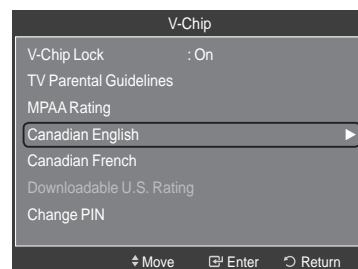 V-Chip
V-Chip Lock : On
TV Parental Guidelines
MPAA Rating
Canadian English
Canadian French
Downloadable U.S. Rating
Change PIN
Move Enter Return